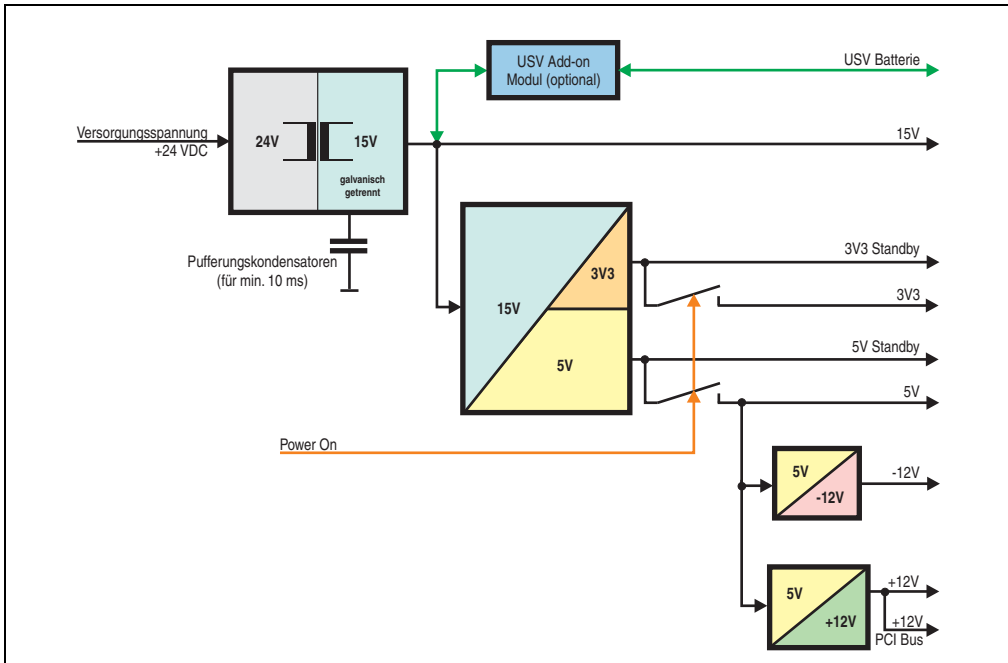 USV Add-on
Modul (optional)
USV Batterie
Versorgungsspannung
+24 VDC
24V
15V
galvanisch
getrennt
15V
Pufferungskondensatoren
(für min. 10 ms)
15V
3V3
5V
3V3 Standby
3V3
5V Standby
5V
Power On
5V
-12V
-12V
5V
+12V
+12V
+12V
PCI Bus